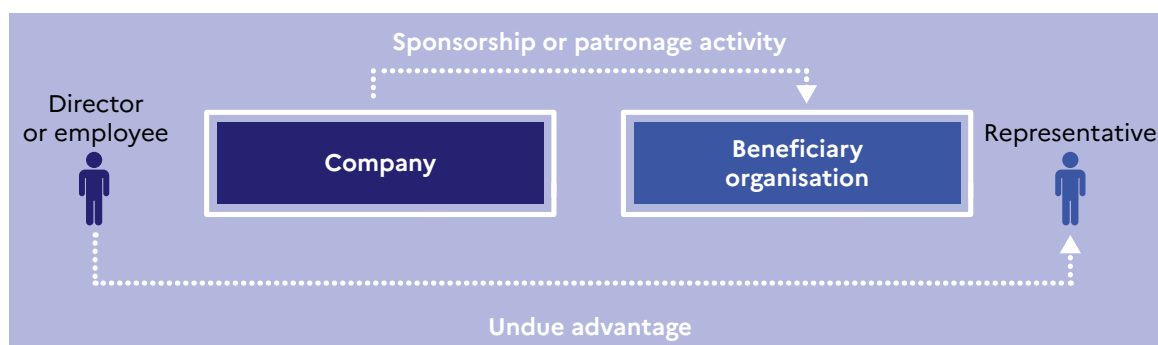 Sponsorship or patronage activity
Director
or employee
Company
Beneficiary
organisation
Representative
Undue advantage